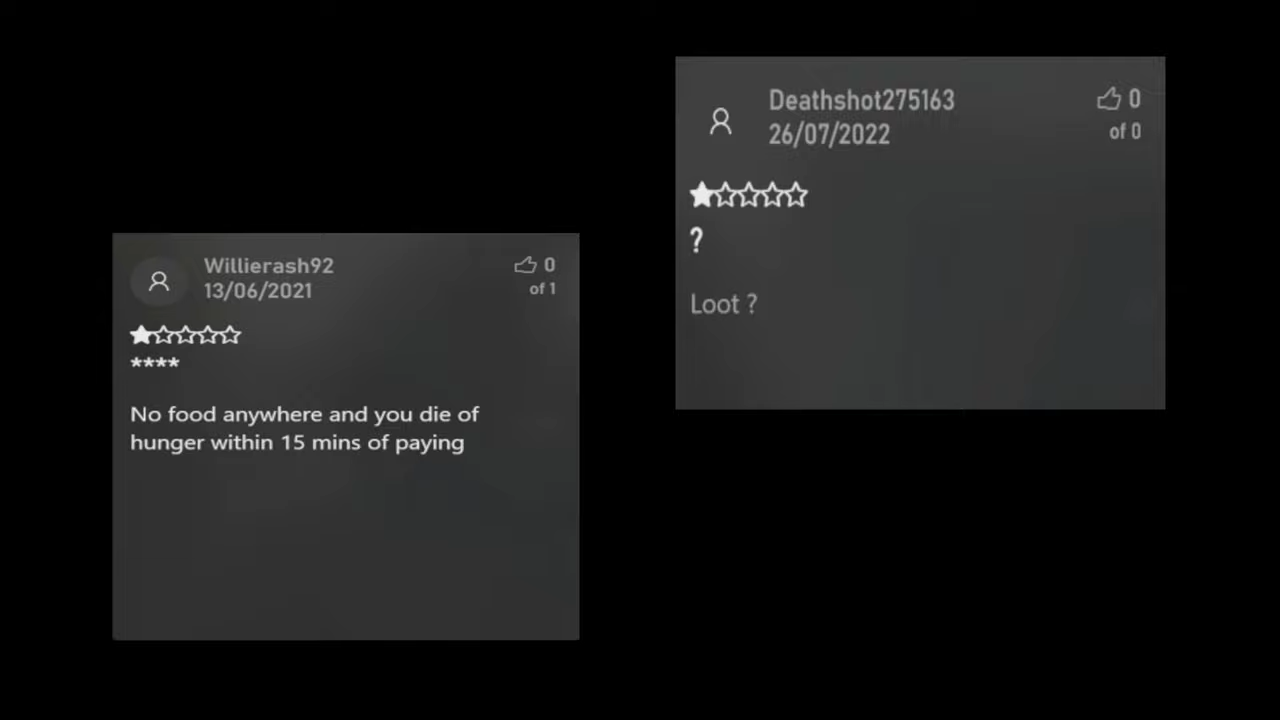 Willierash92
13/06/2021
0
of 1
****
No food anywhere and you die of
hunger within 15 mins of paying
Deathshot275163
26/07/2022
0
of 0
?
Loot ?